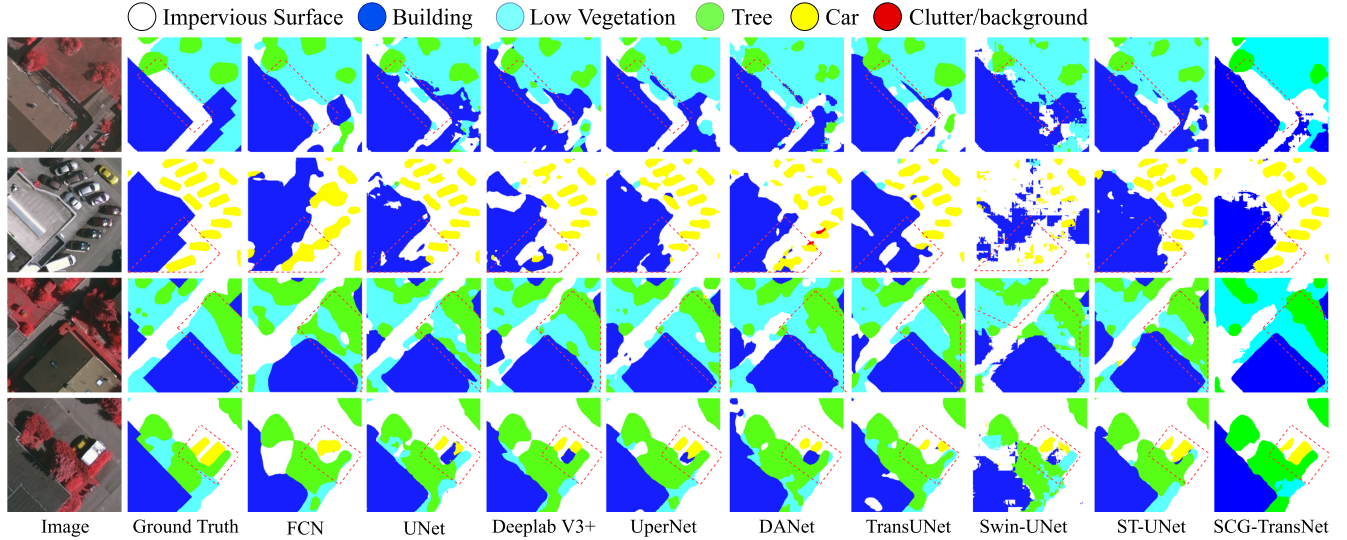 Impervious Surface Building Low Vegetation Tree Car Clutter/background
Image Ground Truth FCN UNet Deeplab V3+ UperNet DANet TransUNet Swin-UNet ST-UNet SCG-TransNet